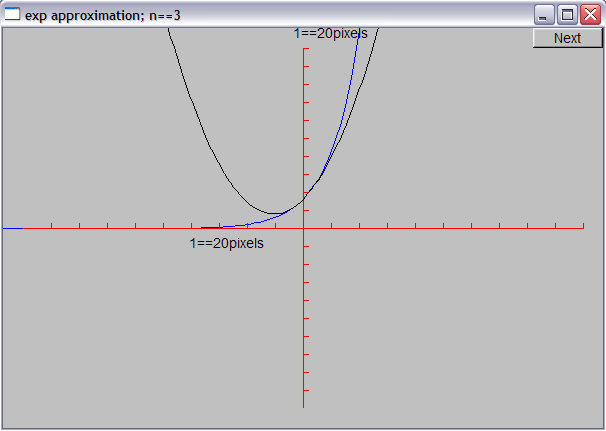 exp approximation; n==3
1==20pixels
Next
1==20pixels